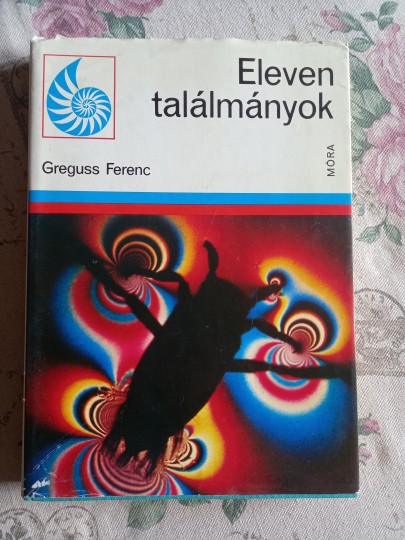 Eleven
találmányok
Greguss Ferenc
MÓRA